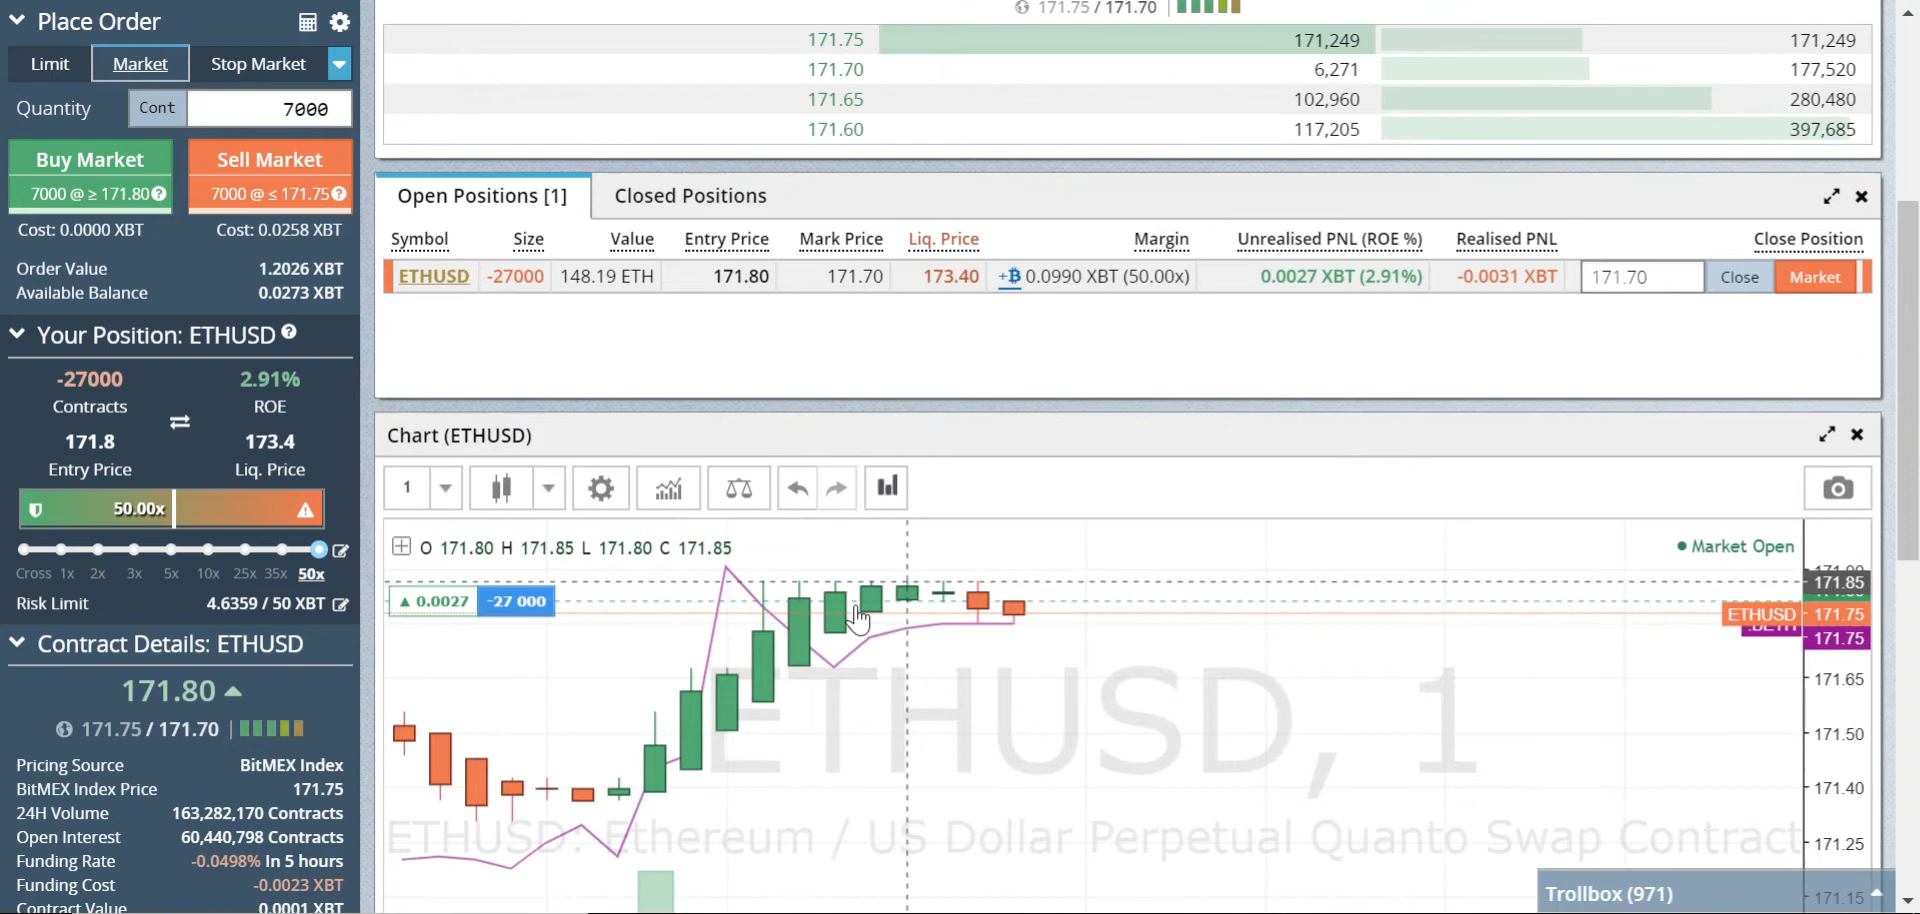 Place Order
Limit Market Stop Market
Quantity Cont 7000
Buy Market Sell Market
7000 @ ≥ 171.80 7000 @ ≤ 171.75
Cost: 0.0000 XBT Cost: 0.0258 XBT
Order Value 1.2026 XBT
Available Balance 0.0273 XBT
Your Position: ETHUSD
-27000 2.91%
Contracts ROE
171.8 173.4
Entry Price Liq. Price
50.00x
Cross 1x 2x 3x 5x 10x 25x 35x 50x
Risk Limit 4.6359 / 50 XBT
Contract Details: ETHUSD
171.80
171.75 / 171.70
Pricing Source BitMEX Index
BitMEX Index Price 171.75
24H Volume 163,282,170 Contracts
Open Interest 60,440,798 Contracts
Funding Rate -0.0498% In 5 hours
Funding Cost -0.0023 XBT
Contract Value 0.0001 XBT
171.75 / 171.70
171.75 171,249 171,249
171.70 6,271 177,520
171.65 102,960 280,480
171.60 117,205 397,685
Open Positions [1] Closed Positions
Symbol Size Value Entry Price Mark Price Liq. Price Margin Unrealised PNL (ROE %) Realised PNL Close Position
ETHUSD -27000 148.19 ETH 171.80 171.70 173.40 +₿ 0.0990 XBT (50.00x) 0.0027 XBT (2.91%) -0.0031 XBT 171.70 Close Market
Chart (ETHUSD)
1
O 171.80 H 171.85 L 171.80 C 171.85
Market Open
171.85
▲ 0.0027 -27 000
ETHUSD 171.75
171.75
171.65
ETHUSD, 1
171.50
171.40
ETHUSD: Ethereum / US Dollar Perpetual Quanto Swap Contract
171.25
Trollbox (971)
171.15